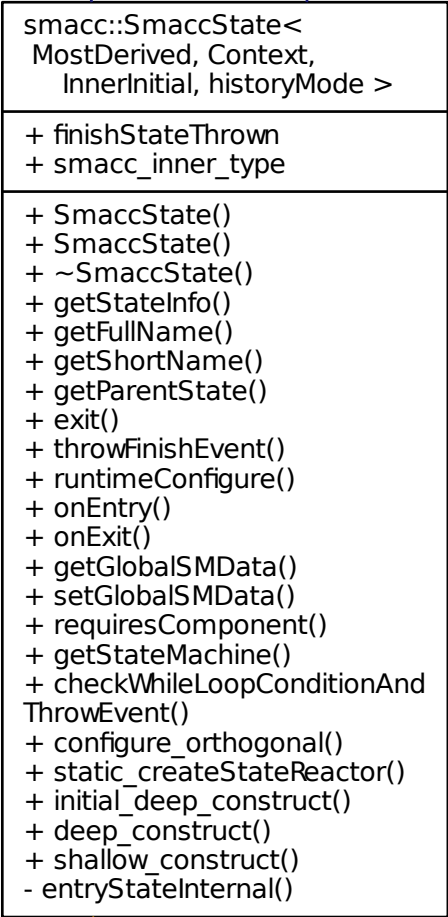 smacc::SmaccState<
MostDerived, Context,
InnerInitial, historyMode >
+ finishStateThrown
+ smacc_inner_type
+ SmaccState()
+ SmaccState()
+ ~SmaccState()
+ getStateInfo()
+ getFullName()
+ getShortName()
+ getParentState()
+ exit()
+ throwFinishEvent()
+ runtimeConfigure()
+ onEntry()
+ onExit()
+ getGlobalSMData()
+ setGlobalSMData()
+ requiresComponent()
+ getStateMachine()
+ checkWhileLoopConditionAnd
ThrowEvent()
+ configure_orthogonal()
+ static_createStateReactor()
+ initial_deep_construct()
+ deep_construct()
+ shallow_construct()
- entryStateInternal()